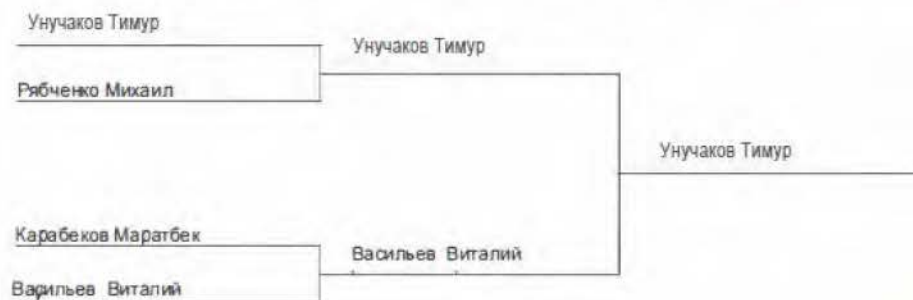 Унучаков Тимур
Унучаков Тимур
Рябченко Михаил
Унучаков Тимур
Карабеков Маратбек
Васильев Виталий
Васильев Виталий